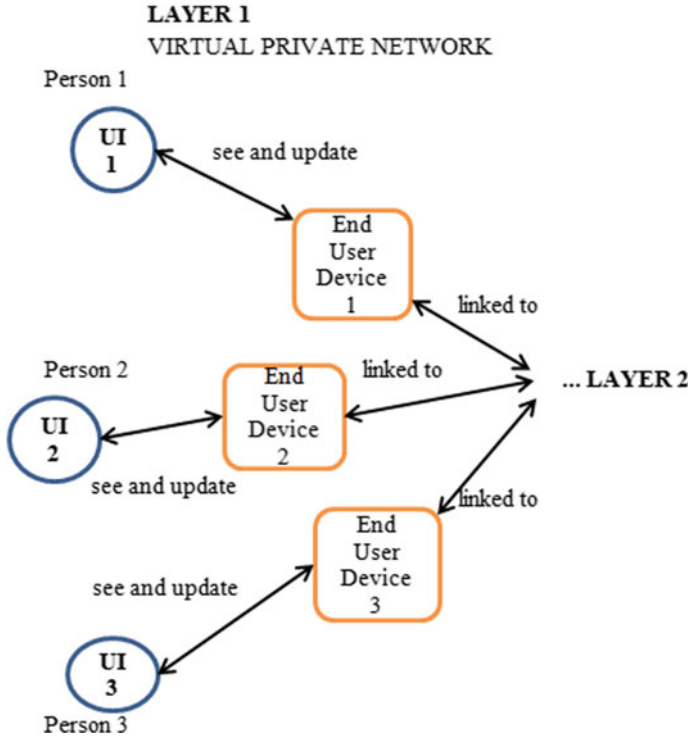 LAYER 1
VIRTUAL PRIVATE NETWORK
Person 1
UI
1
see and update
End
User
Device
1
linked to
Person 2
UI
2
see and update
End
User
Device
2
linked to
... LAYER 2
End
User
Device
3
linked to
see and update
UI
3
Person 3